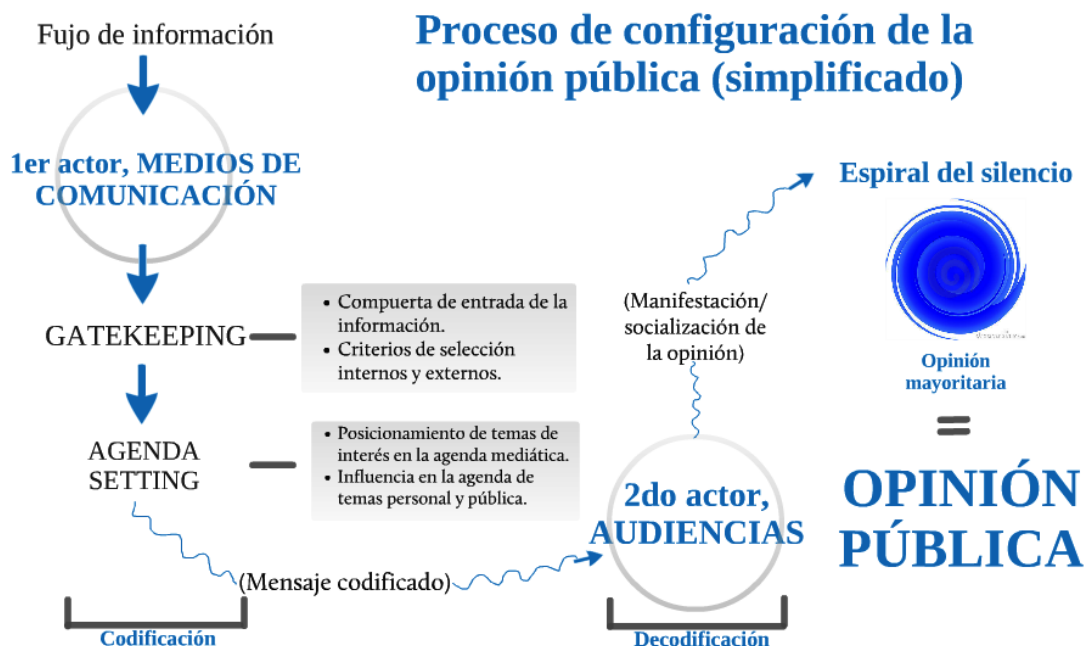 Fujo de información
Proceso de configuración de la
opinión pública (simplificado)
1er actor, MEDIOS DE
COMUNICACIÓN
GATEKEEPING
• Compuerta de entrada de la
información.
• Criterios de selección
internos y externos.
AGENDA
SETTING
• Posicionamiento de temas de
interés en la agenda mediática.
• Influencia en la agenda de
temas personal y pública.
(Mensaje codificado)
Codificación
2do actor,
AUDIENCIAS
Decodificación
(Manifestación/
socialización de
la opinión)
Espiral del silencio
Opinión
mayoritaria
=
OPINIÓN
PÚBLICA